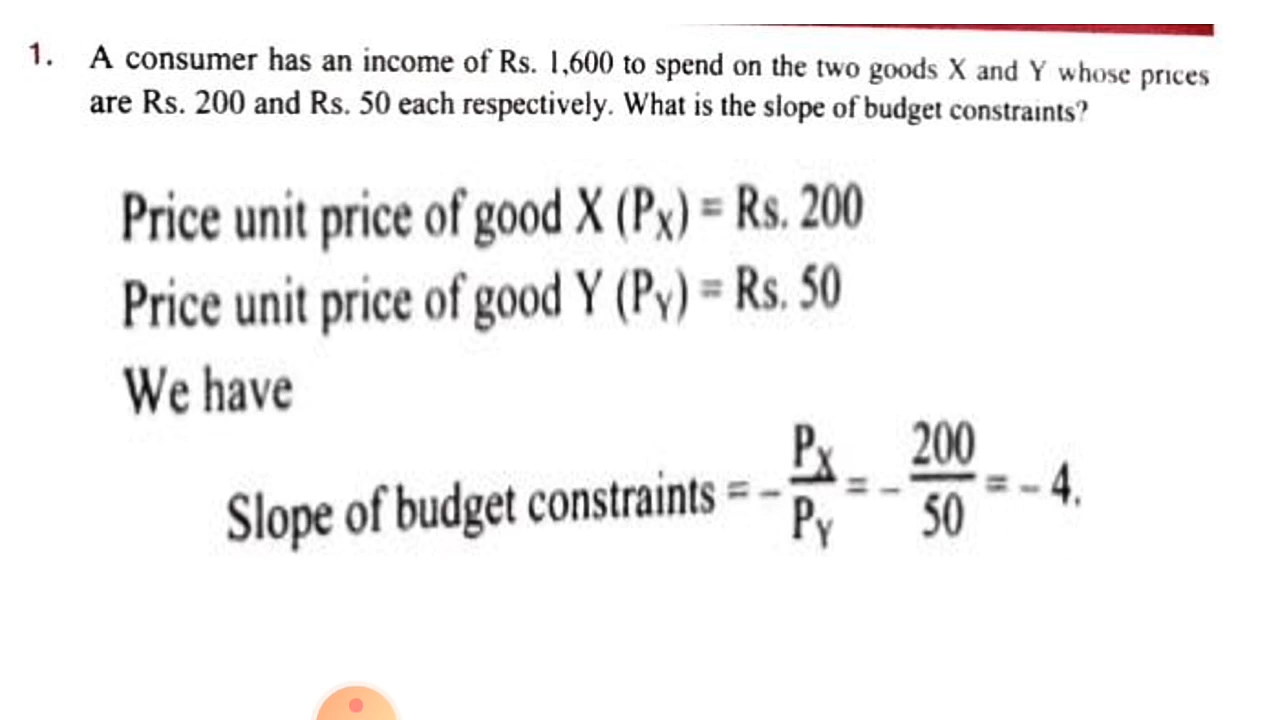 1. A consumer has an income of Rs. 1,600 to spend on the two goods X and Y whose prices
are Rs. 200 and Rs. 50 each respectively. What is the slope of budget constraints?
Price unit price of good X (Pₓ) = Rs. 200
Price unit price of good Y (Pᵧ) = Rs. 50
We have
Slope of budget constraints = - Pₓ/Pᵧ = - 200/50 = - 4.